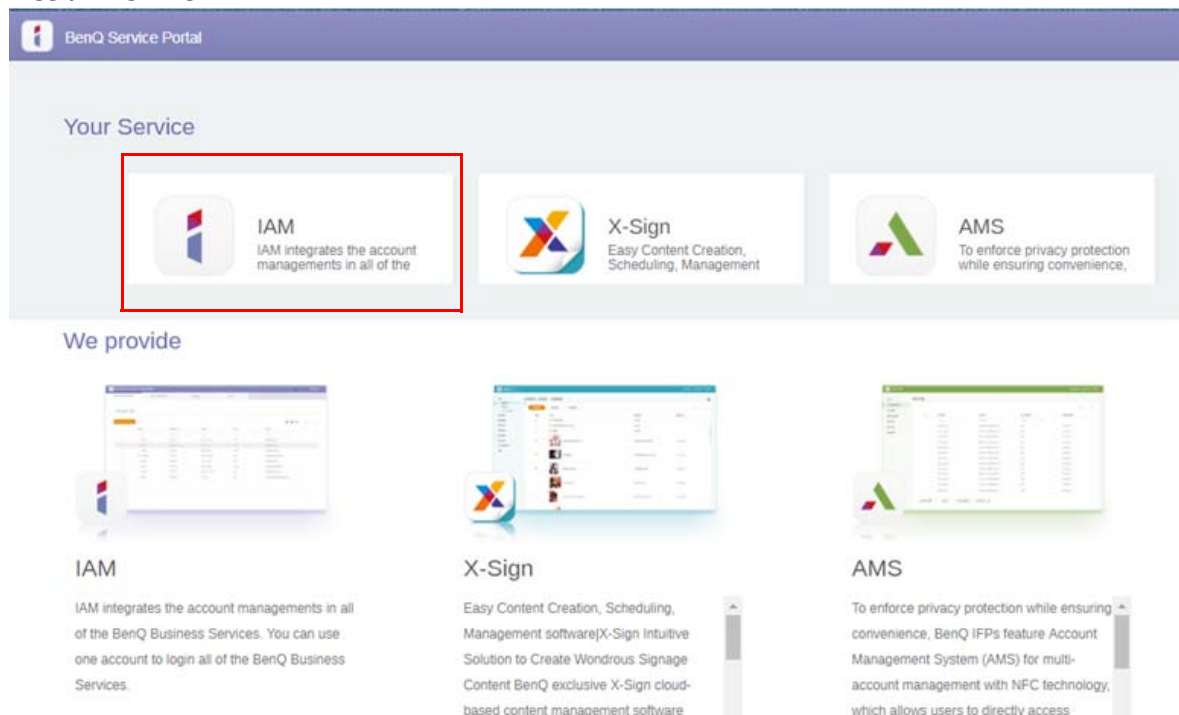 BenQ Service Portal
Your Service
IAM
IAM integrates the account
managements in all of the
X-Sign
Easy Content Creation,
Scheduling, Management
AMS
To enforce privacy protection
while ensuring convenience,
We provide
IAM
IAM integrates the account managements in all
of the BenQ Business Services. You can use
one account to login all of the BenQ Business
Services.
X-Sign
Easy Content Creation, Scheduling,
Management software|X-Sign Intuitive
Solution to Create Wondrous Signage
Content BenQ exclusive X-Sign cloud-
based content management software
AMS
To enforce privacy protection while ensuring
convenience, BenQ IFPs feature Account
Management System (AMS) for multi-
account management with NFC technology,
which allows users to directly access